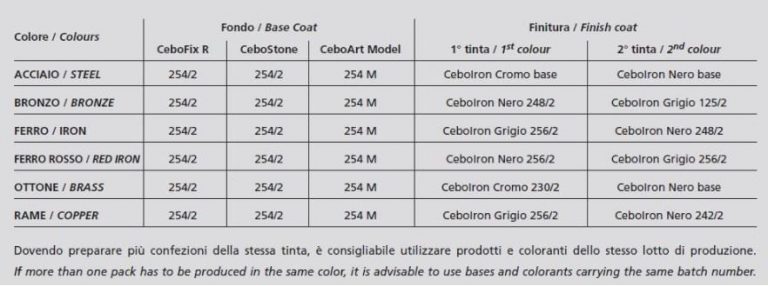 Colore / Colours Fondo / Base Coat Finitura / Finish coat
CeboFix R CeboStone CeboArt Model 1° tinta / 1st colour 2° tinta / 2nd colour
ACCIAIO / STEEL 254/2 254/2 254 M CeboIron Cromo base CeboIron Nero base
BRONZO / BRONZE 254/2 254/2 254 M CeboIron Nero 248/2 CeboIron Grigio 125/2
FERRO / IRON 254/2 254/2 254 M CeboIron Grigio 256/2 CeboIron Nero 248/2
FERRO ROSSO / RED IRON 254/2 254/2 254 M CeboIron Nero 256/2 CeboIron Grigio 256/2
OTTONE / BRASS 254/2 254/2 254 M CeboIron Cromo 230/2 CeboIron Nero base
RAME / COPPER 254/2 254/2 254 M CeboIron Grigio 256/2 CeboIron Nero 242/2
Dovendo preparare più confezioni della stessa tinta, è consigliabile utilizzare prodotti e coloranti dello stesso lotto di produzione.
If more than one pack has to be produced in the same color, it is advisable to use bases and colorants carrying the same batch number.